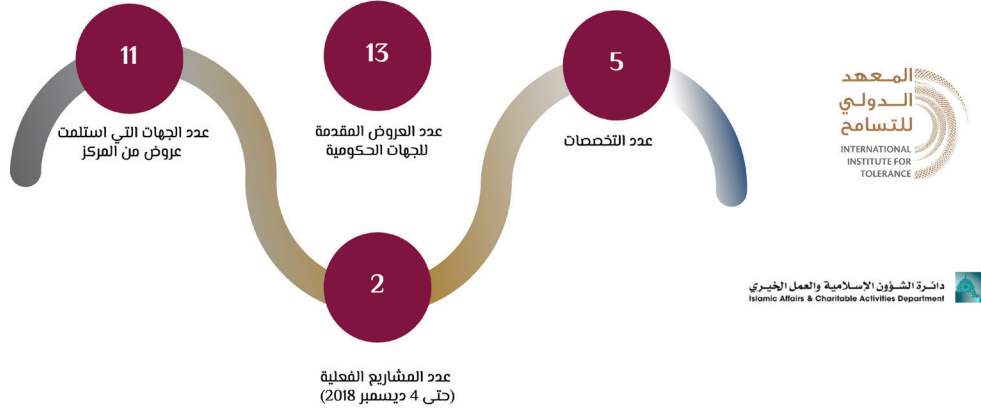 5
عدد التخصصات
13
عدد العروض المقدمة
للجهات الحكومية
11
عدد الجهات التي استلمت
عروض من المركز
2
عدد المشاريع الفعلية
(حتى 4 ديسمبر 2018)
المعهد
الدولي
للتسامح
INTERNATIONAL
INSTITUTE FOR
TOLERANCE
دائرة الشؤون الإسلامية والعمل الخيري
Islamic Affairs & Charitable Activities Department